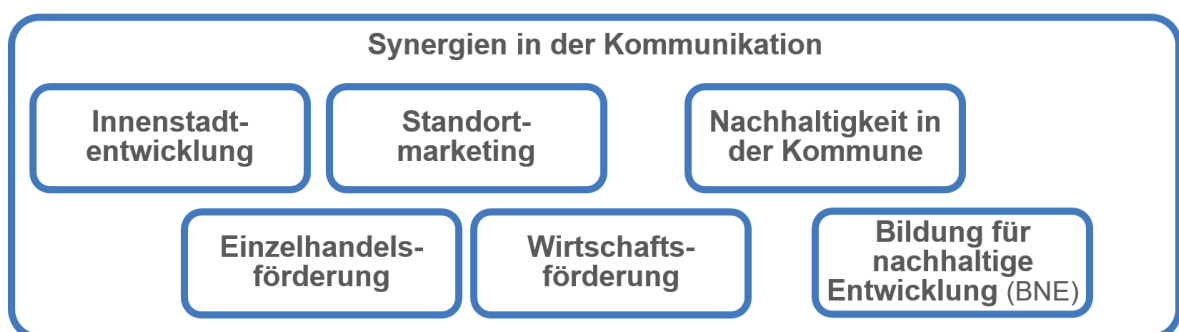 Synergien in der Kommunikation
Innenstadt-
entwicklung
Standort-
marketing
Nachhaltigkeit in
der Kommune
Einzelhandels-
förderung
Wirtschafts-
förderung
Bildung für
nachhaltige
Entwicklung (BNE)